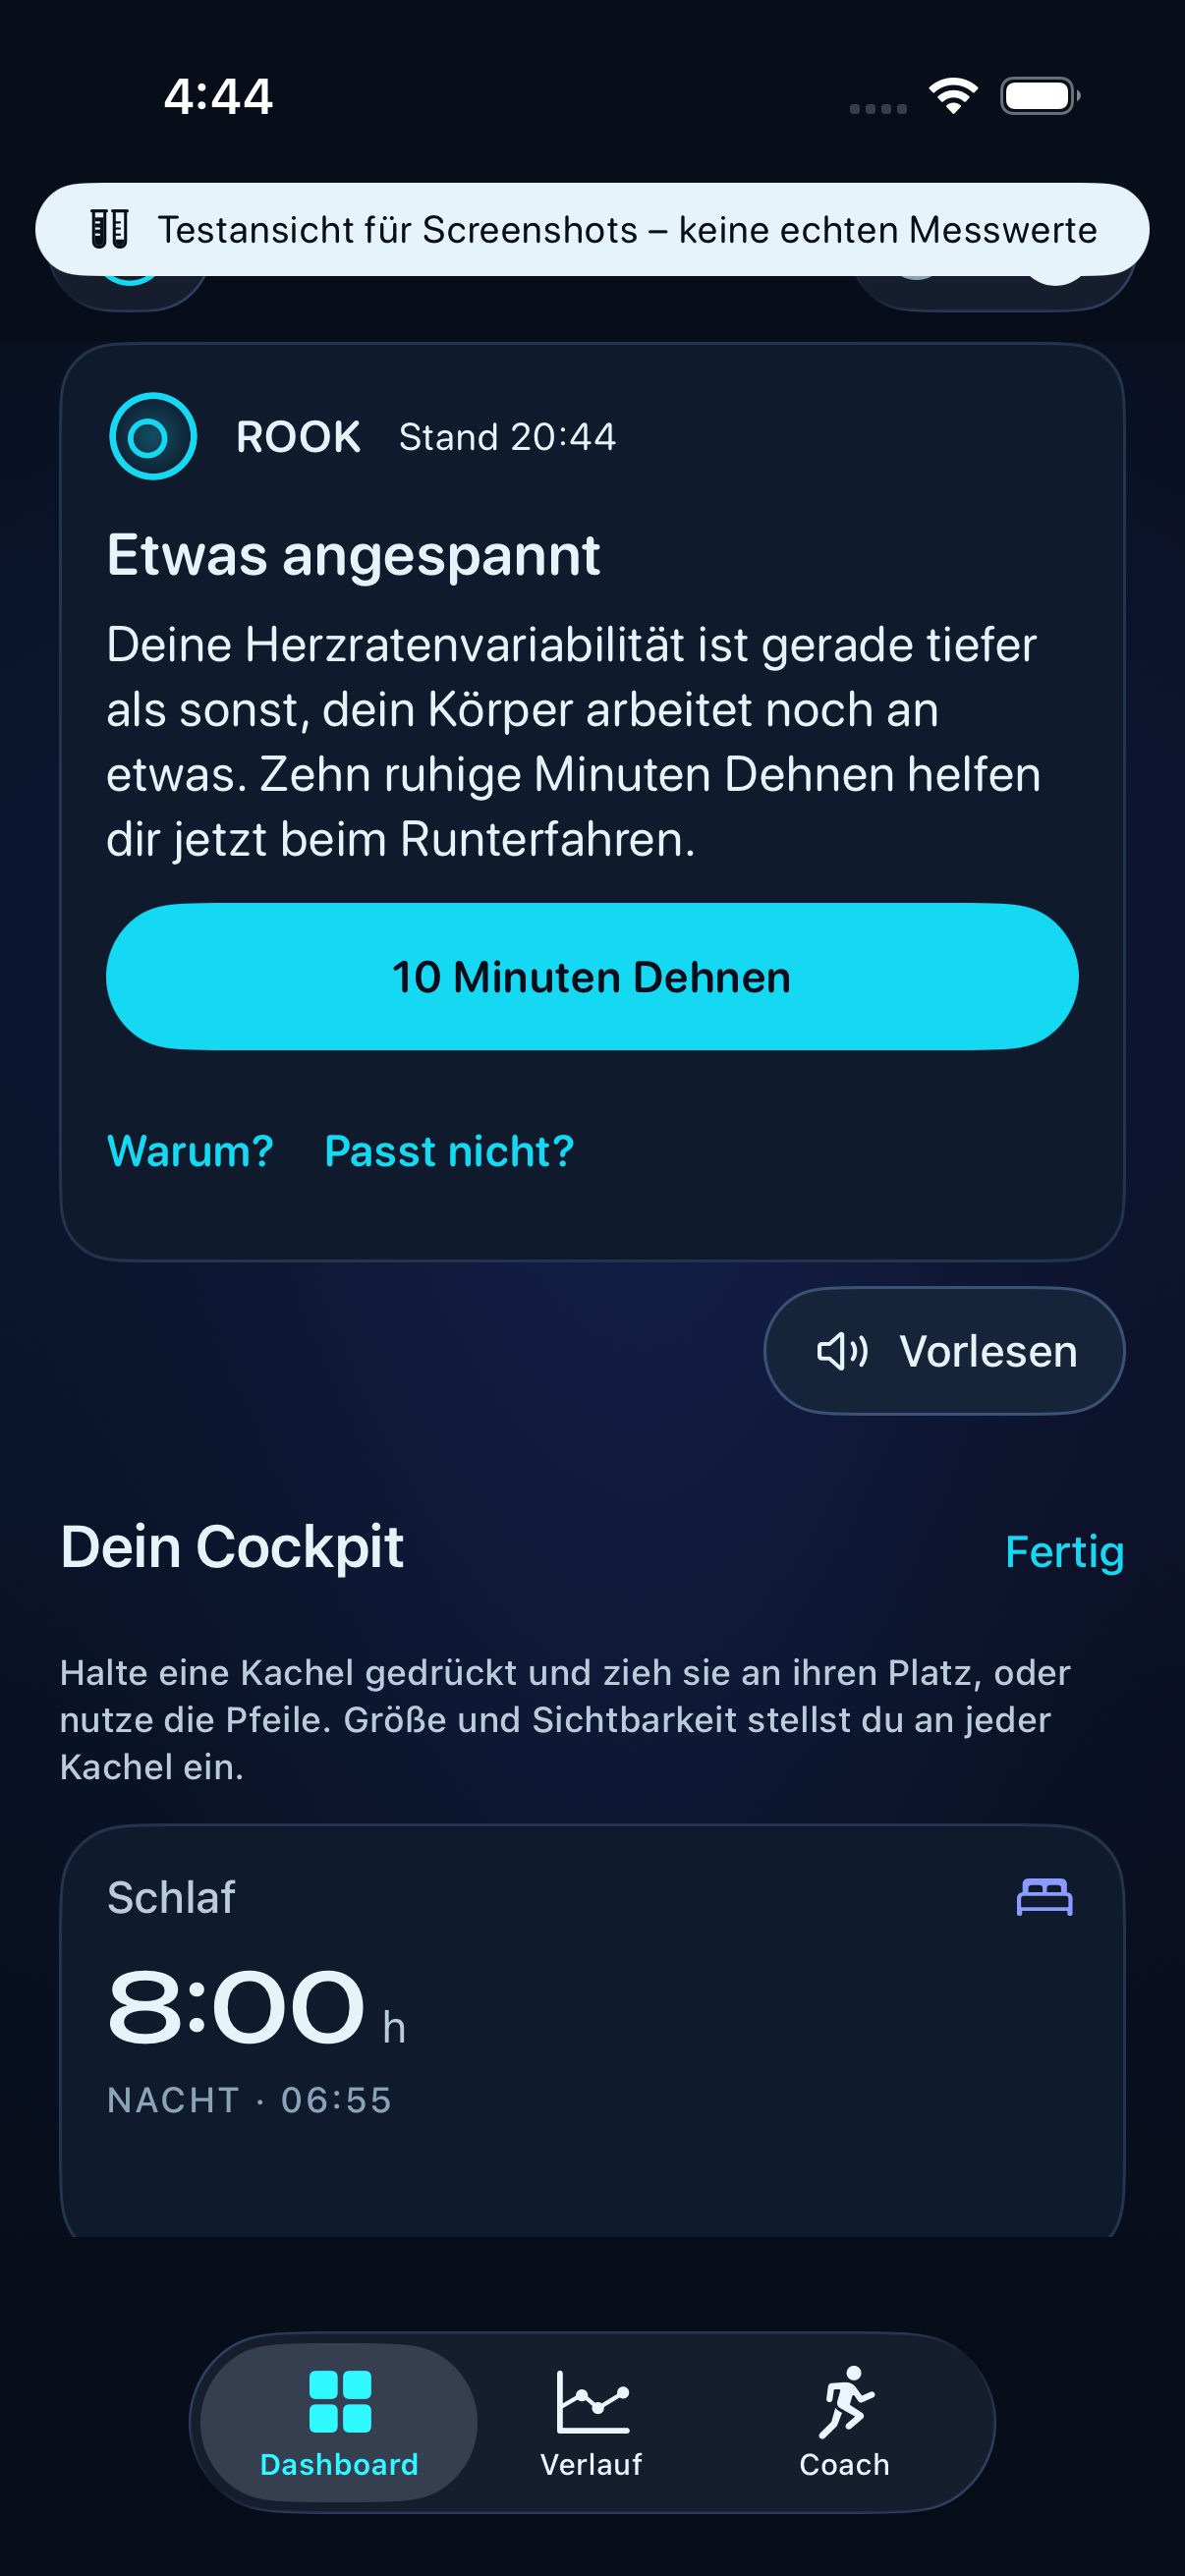 4:44
Testansicht für Screenshots – keine echten Messwerte
ROOK Stand 20:44
Etwas angespannt
Deine Herzratenvariabilität ist gerade tiefer
als sonst, dein Körper arbeitet noch an
etwas. Zehn ruhige Minuten Dehnen helfen
dir jetzt beim Runterfahren.
10 Minuten Dehnen
Warum? Passt nicht?
Vorlesen
Dein Cockpit Fertig
Halte eine Kachel gedrückt und zieh sie an ihren Platz, oder
nutze die Pfeile. Größe und Sichtbarkeit stellst du an jeder
Kachel ein.
Schlaf
8:00 h
NACHT · 06:55
Dashboard Verlauf Coach